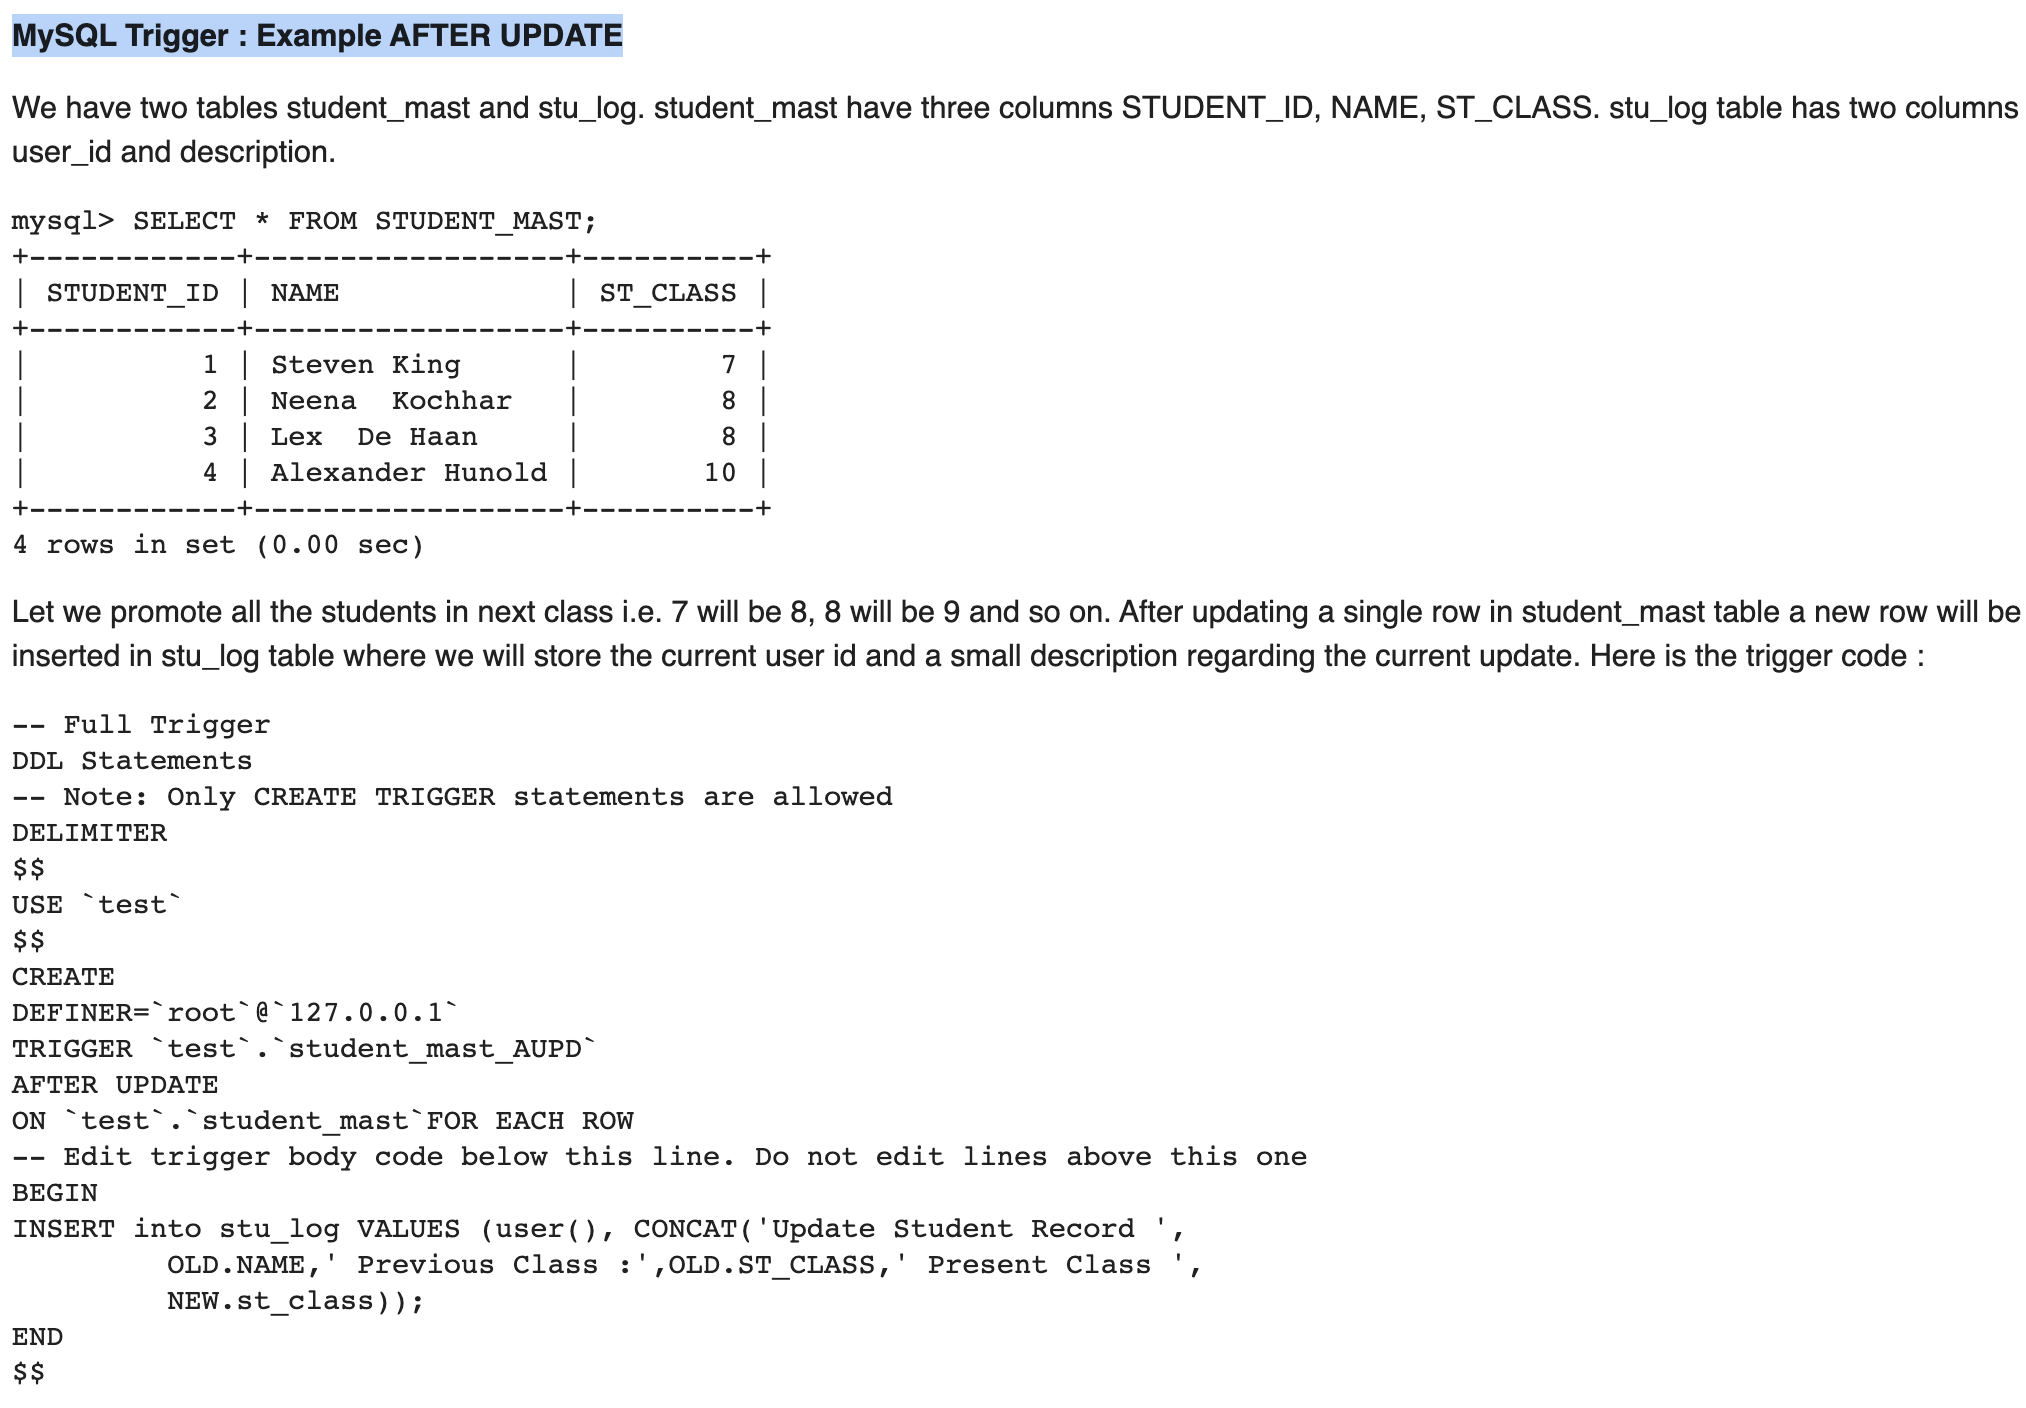 MySQL Trigger : Example AFTER UPDATE
We have two tables student_mast and stu_log. student_mast have three columns STUDENT_ID, NAME, ST_CLASS. stu_log table has two columns
user_id and description.
mysql> SELECT * FROM STUDENT_MAST;
+------------+------------------+----------+
| STUDENT_ID | NAME             | ST_CLASS |
+------------+------------------+----------+
|          1 | Steven King      |        7 |
|          2 | Neena  Kochhar   |        8 |
|          3 | Lex  De Haan     |        8 |
|          4 | Alexander Hunold |       10 |
+------------+------------------+----------+
4 rows in set (0.00 sec)
Let we promote all the students in next class i.e. 7 will be 8, 8 will be 9 and so on. After updating a single row in student_mast table a new row will be
inserted in stu_log table where we will store the current user id and a small description regarding the current update. Here is the trigger code :
-- Full Trigger
DDL Statements
-- Note: Only CREATE TRIGGER statements are allowed
DELIMITER
$$
USE `test`
$$
CREATE
DEFINER=`root`@`127.0.0.1`
TRIGGER `test`.`student_mast_AUPD`
AFTER UPDATE
ON `test`.`student_mast`FOR EACH ROW
-- Edit trigger body code below this line. Do not edit lines above this one
BEGIN
INSERT into stu_log VALUES (user(), CONCAT('Update Student Record ',
         OLD.NAME,' Previous Class :',OLD.ST_CLASS,' Present Class ',
         NEW.st_class));
END
$$